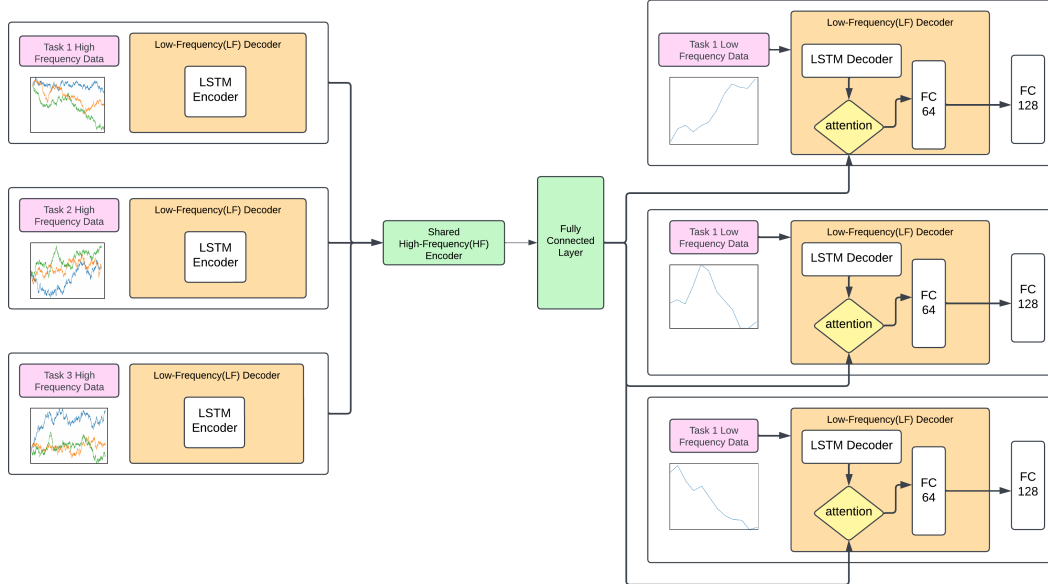 Task 1 High
Frequency Data
Low-Frequency(LF) Decoder
LSTM
Encoder
Task 2 High
Frequency Data
Low-Frequency(LF) Decoder
LSTM
Encoder
Task 3 High
Frequency Data
Low-Frequency(LF) Decoder
LSTM
Encoder
Shared
High-Frequency(HF)
Encoder
Fully
Connected
Layer
Task 1 Low
Frequency Data
Low-Frequency(LF) Decoder
LSTM Decoder
attention
FC
64
FC
128
Task 1 Low
Frequency Data
Low-Frequency(LF) Decoder
LSTM Decoder
attention
FC
64
FC
128
Task 1 Low
Frequency Data
Low-Frequency(LF) Decoder
LSTM Decoder
attention
FC
64
FC
128